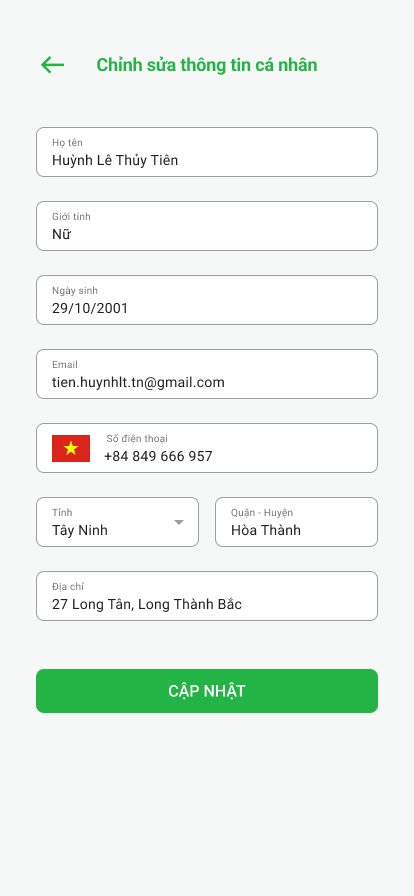 Chỉnh sửa thông tin cá nhân
Họ tên
Huỳnh Lê Thủy Tiên
Giới tính
Nữ
Ngày sinh
29/10/2001
Email
tien.huynhlt.tn@gmail.com
Số điện thoại
+84 849 666 957
Tỉnh
Tây Ninh
Quận - Huyện
Hòa Thành
Địa chỉ
27 Long Tân, Long Thành Bắc
CẬP NHẬT